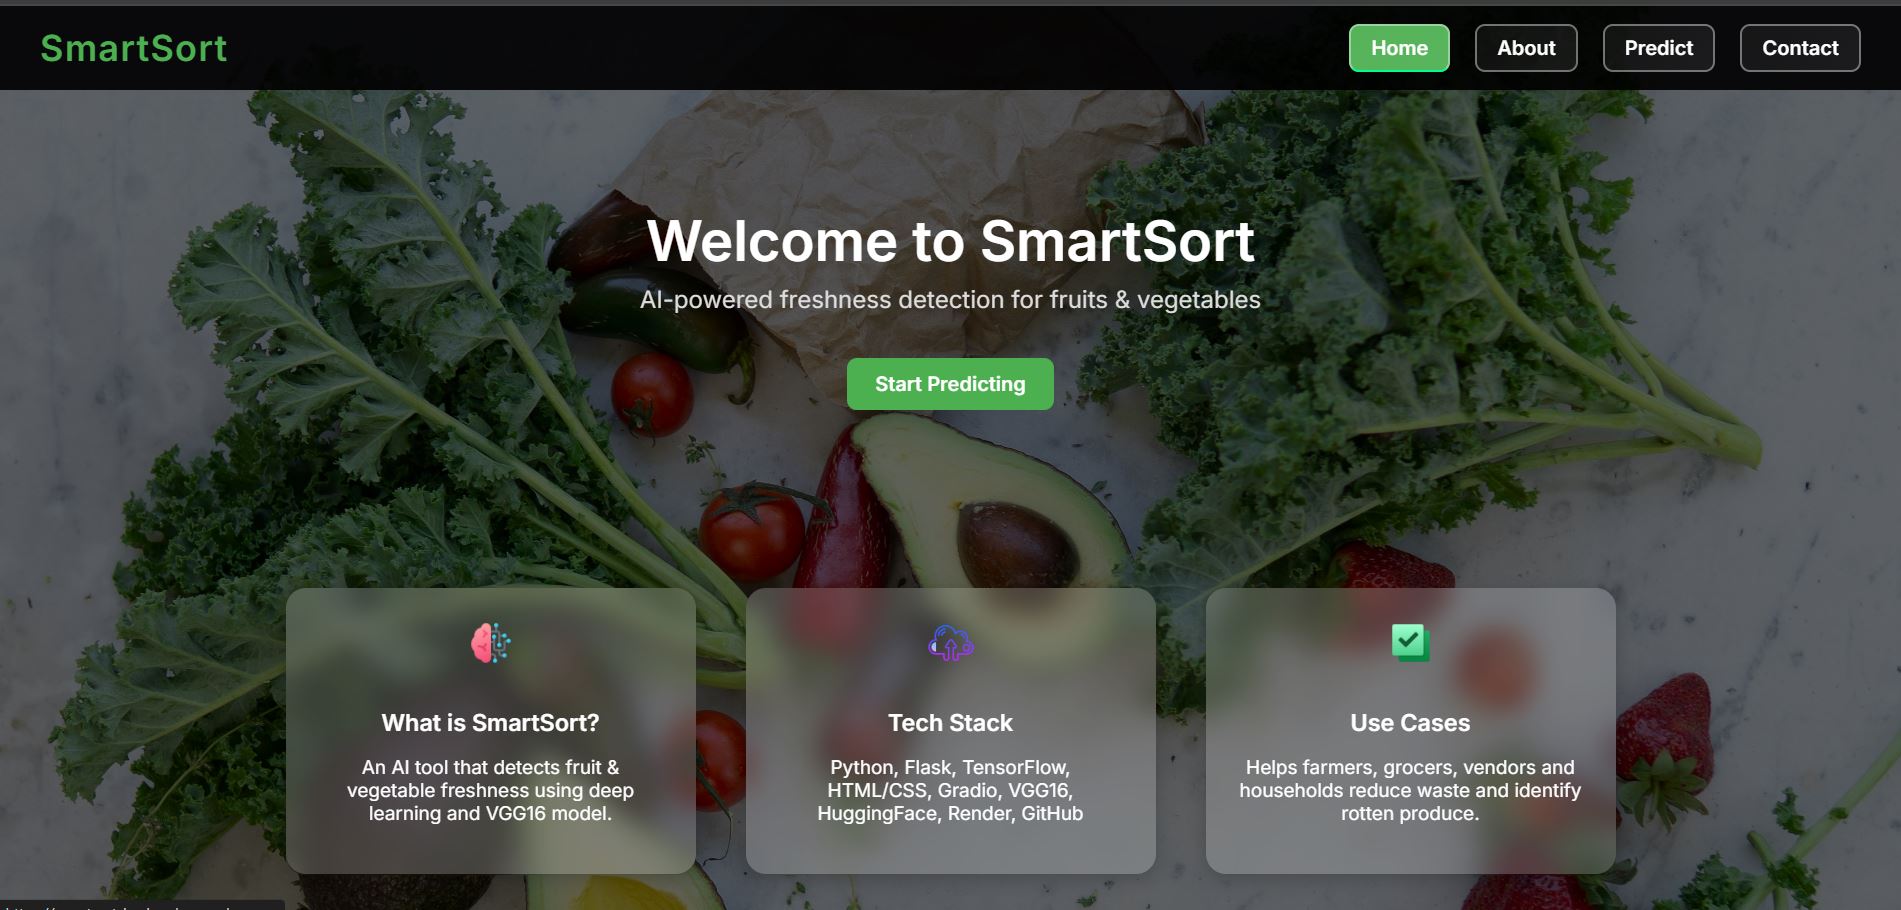 SmartSort
Home
About
Predict
Contact
Welcome to SmartSort
AI-powered freshness detection for fruits & vegetables
Start Predicting
What is SmartSort?
An AI tool that detects fruit &
vegetable freshness using deep
learning and VGG16 model.
Tech Stack
Python, Flask, TensorFlow,
HTML/CSS, Gradio, VGG16,
HuggingFace, Render, GitHub
Use Cases
Helps farmers, grocers, vendors and
households reduce waste and identify
rotten produce.